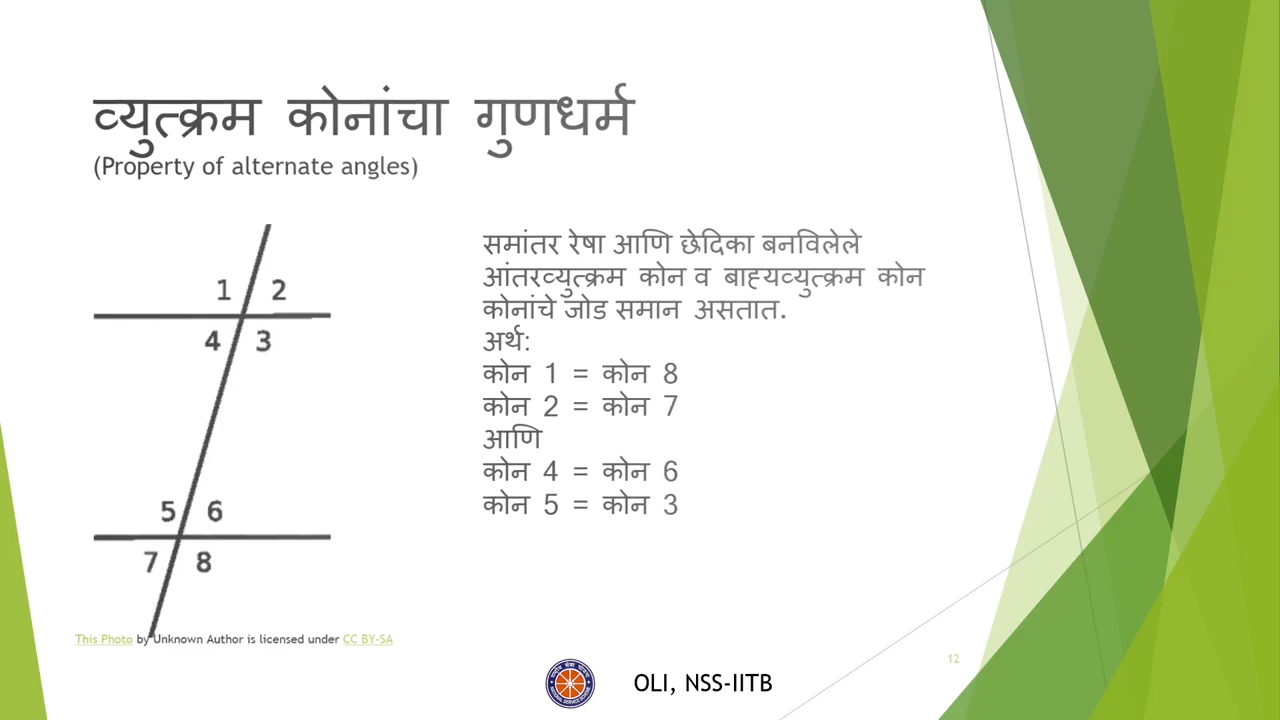 व्युत्क्रम कोनांचा गुणधर्म
(Property of alternate angles)
1 2
4 3
5 6
7 8
समांतर रेषा आणि छेदिका बनविलेले
आंतरव्युत्क्रम कोन व बाह्यव्युत्क्रम कोन
कोनांचे जोड समान असतात.
अर्थ:
कोन 1 = कोन 8
कोन 2 = कोन 7
आणि
कोन 4 = कोन 6
कोन 5 = कोन 3
This Photo by Unknown Author is licensed under CC BY-SA
12
OLI, NSS-IITB